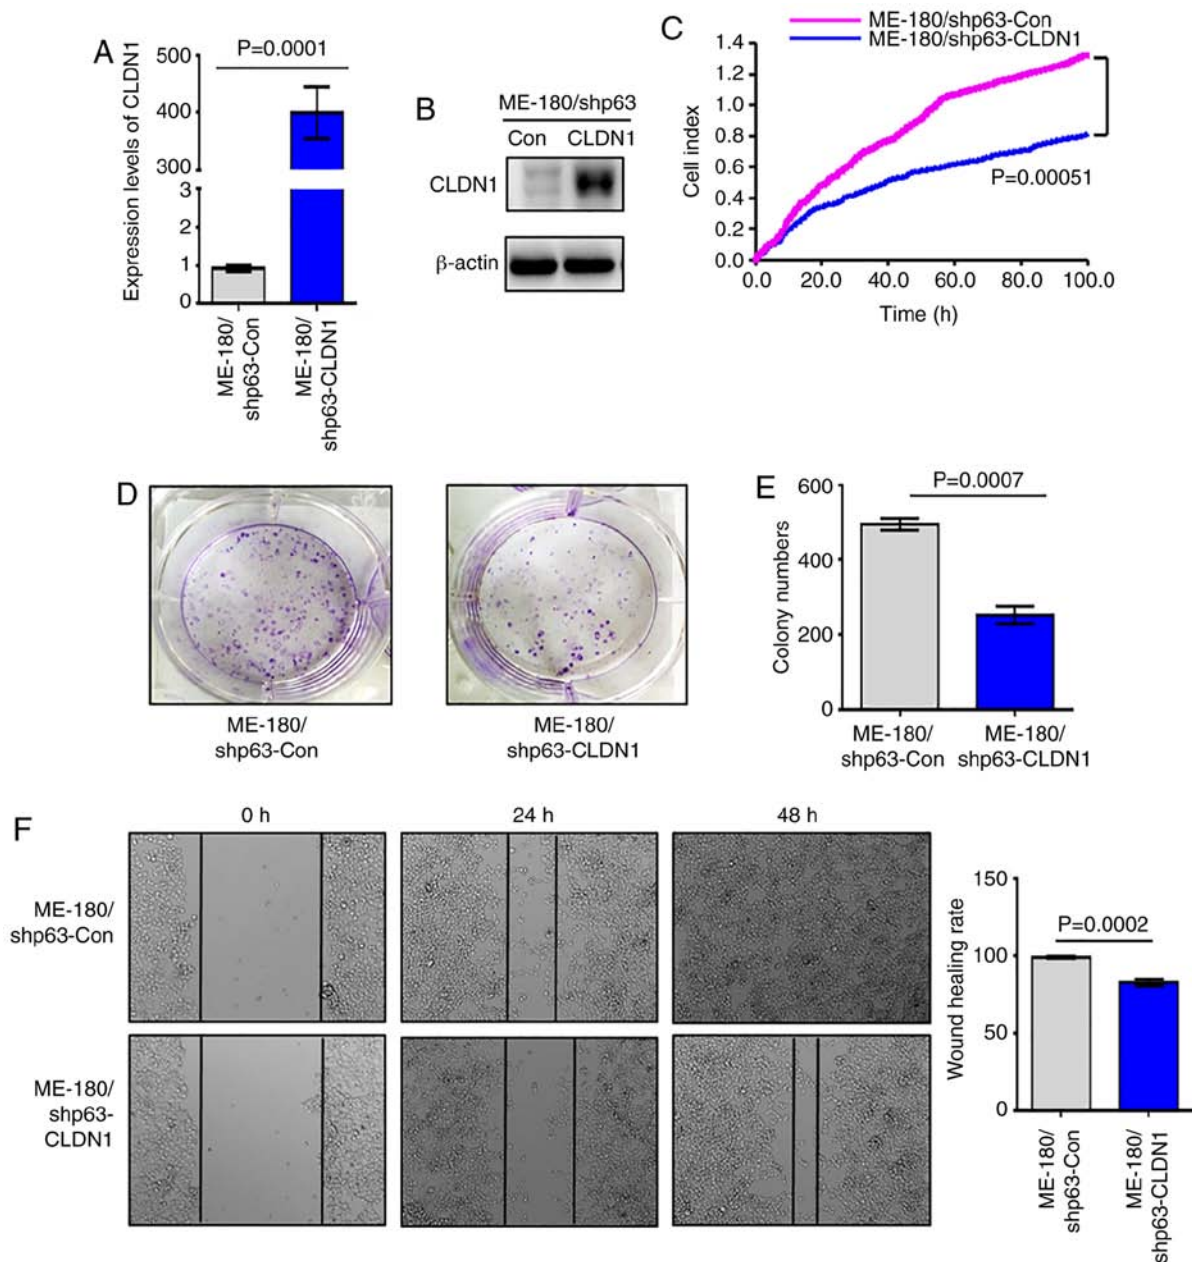 A
P=0.0001
Expression levels of CLDN1
500
400
300
3
2
1
0
ME-180/
shp63-Con
ME-180/
shp63-CLDN1
B
ME-180/shp63
Con CLDN1
CLDN1
β-actin
C
ME-180/shp63-Con
ME-180/shp63-CLDN1
Cell index
1.4
1.2
1.0
0.8
0.6
0.4
0.2
0.0
P=0.00051
0.0 20.0 40.0 60.0 80.0 100.0
Time (h)
D
ME-180/
shp63-Con
ME-180/
shp63-CLDN1
E
P=0.0007
Colony numbers
600
400
200
0
ME-180/
shp63-Con
ME-180/
shp63-CLDN1
F
0 h 24 h 48 h
ME-180/
shp63-Con
ME-180/
shp63-
CLDN1
Wound healing rate
150
100
50
0
P=0.0002
ME-180/
shp63-Con
ME-180/
shp63-CLDN1